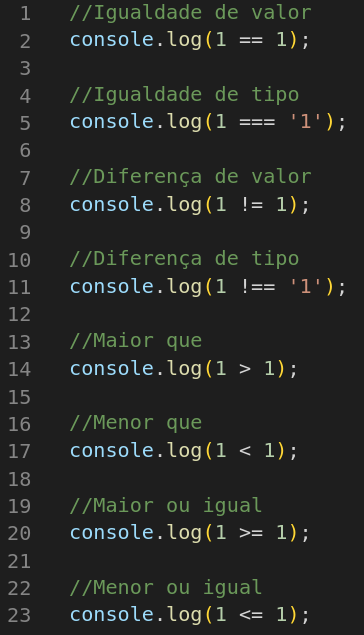 1 //Igualdade de valor
2 console.log(1 == 1);
3
4 //Igualdade de tipo
5 console.log(1 === '1');
6
7 //Diferença de valor
8 console.log(1 != 1);
9
10 //Diferença de tipo
11 console.log(1 !== '1');
12
13 //Maior que
14 console.log(1 > 1);
15
16 //Menor que
17 console.log(1 < 1);
18
19 //Maior ou igual
20 console.log(1 >= 1);
21
22 //Menor ou igual
23 console.log(1 <= 1);